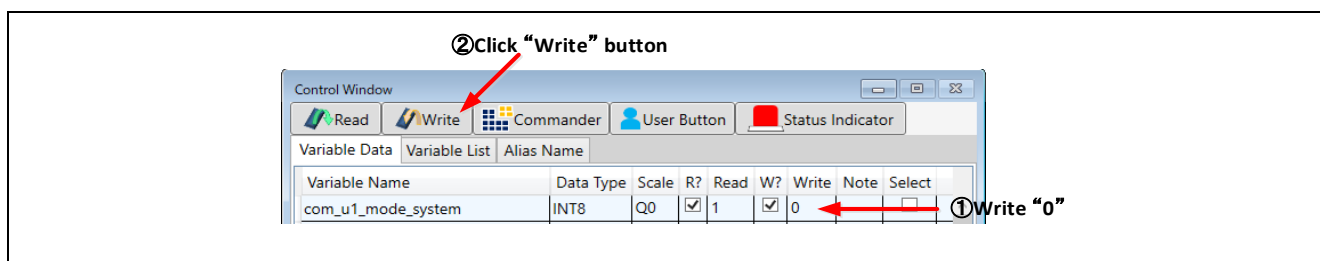 ②Click “Write” button
Control Window
Read Write Commander User Button Status Indicator
Variable Data Variable List Alias Name
Variable Name Data Type Scale R? Read W? Write Note Select
com_u1_mode_system INT8 Q0 1 0
①Write “0”